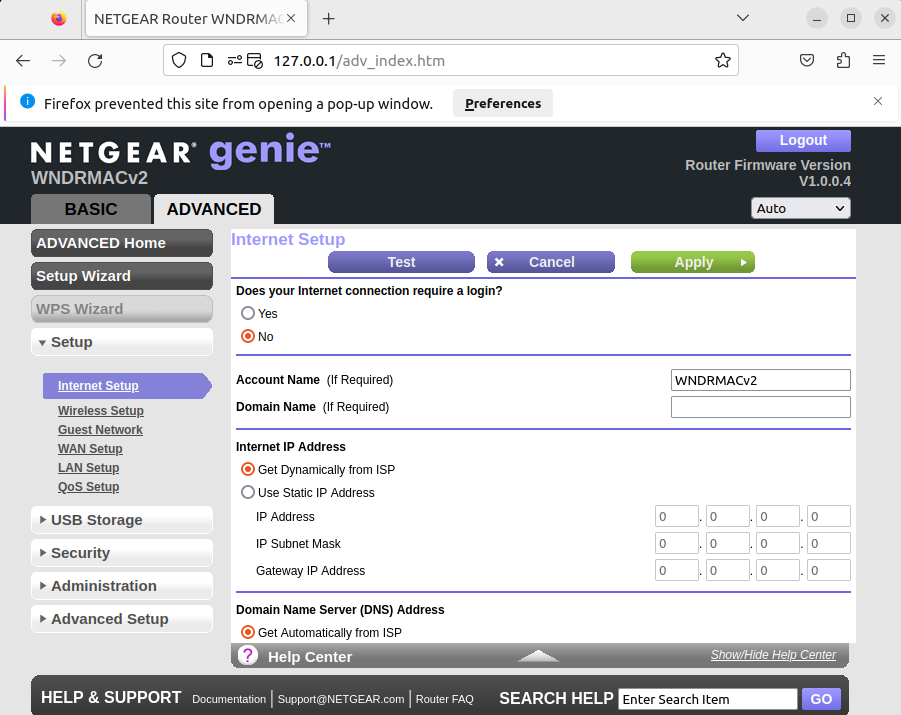 NETGEAR Router WNDRMAC
127.0.0.1/adv_index.htm
Firefox prevented this site from opening a pop-up window. Preferences
NETGEAR® genie™
WNDRMACv2
Logout
Router Firmware Version
V1.0.0.4
BASIC ADVANCED Auto
ADVANCED Home
Setup Wizard
WPS Wizard
Setup
Internet Setup
Wireless Setup
Guest Network
WAN Setup
LAN Setup
QoS Setup
USB Storage
Security
Administration
Advanced Setup
Internet Setup
Test Cancel Apply
Does your Internet connection require a login?
Yes
No
Account Name (If Required) WNDRMACv2
Domain Name (If Required)
Internet IP Address
Get Dynamically from ISP
Use Static IP Address
IP Address 0 . 0 . 0 . 0
IP Subnet Mask 0 . 0 . 0 . 0
Gateway IP Address 0 . 0 . 0 . 0
Domain Name Server (DNS) Address
Get Automatically from ISP
? Help Center Show/Hide Help Center
HELP & SUPPORT Documentation | Support@NETGEAR.com | Router FAQ SEARCH HELP Enter Search Item GO